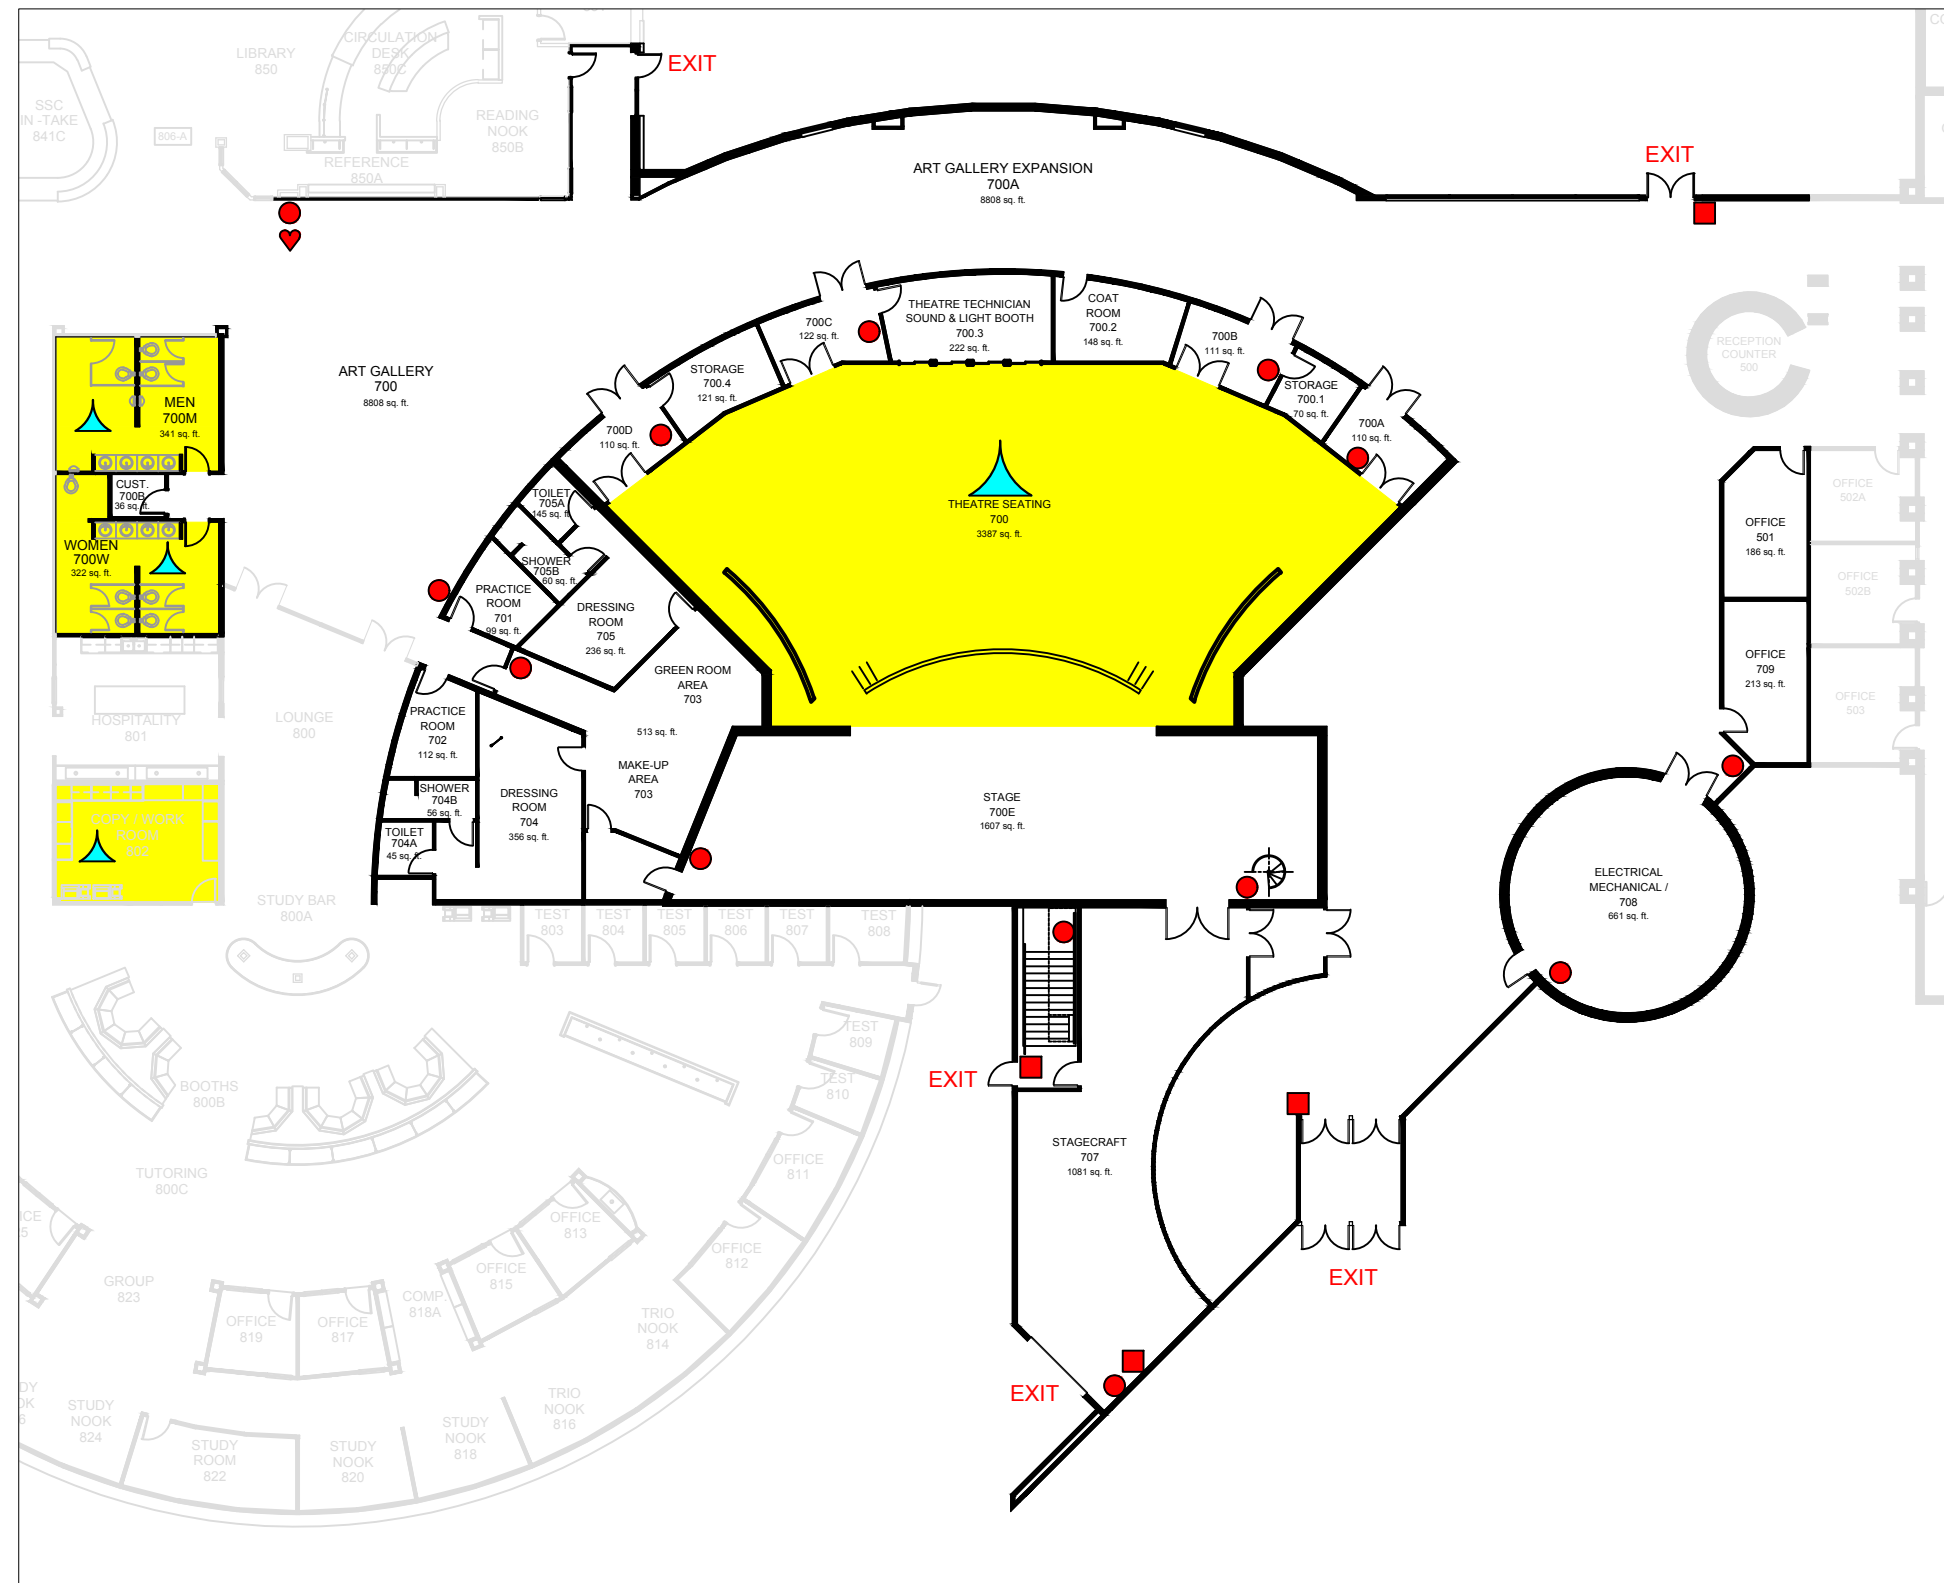 LIBRARY
850
CIRCULATION
DESK
850C
EXIT
SSC
IN -TAKE
841C
806-A
READING
NOOK
850B
REFERENCE
850A
ART GALLERY EXPANSION
700A
8808 sq. ft.
EXIT
THEATRE TECHNICIAN
SOUND & LIGHT BOOTH
700.3
222 sq. ft.
COAT
ROOM
700.2
148 sq. ft.
700C
122 sq. ft.
700B
111 sq. ft.
RECEPTION
COUNTER
500
ART GALLERY
700
8808 sq. ft.
STORAGE
700.4
121 sq. ft.
STORAGE
700.1
70 sq. ft.
MEN
700M
341 sq. ft.
700D
110 sq. ft.
700A
110 sq. ft.
CUST.
700B
36 sq. ft.
TOILET
705A
145 sq. ft.
THEATRE SEATING
700
3387 sq. ft.
OFFICE
502A
OFFICE
501
186 sq. ft.
WOMEN
700W
322 sq. ft.
SHOWER
705B
60 sq. ft.
PRACTICE
ROOM
701
99 sq. ft.
DRESSING
ROOM
705
236 sq. ft.
OFFICE
502B
GREEN ROOM
AREA
703
513 sq. ft.
OFFICE
709
213 sq. ft.
OFFICE
503
HOSPITALITY
801
LOUNGE
800
PRACTICE
ROOM
702
112 sq. ft.
MAKE-UP
AREA
703
SHOWER
704B
56 sq. ft.
DRESSING
ROOM
704
356 sq. ft.
STAGE
700E
1607 sq. ft.
COPY / WORK
ROOM
802
TOILET
704A
45 sq. ft.
ELECTRICAL
MECHANICAL /
708
661 sq. ft.
STUDY BAR
800A
TEST
803
TEST
804
TEST
805
TEST
806
TEST
807
TEST
808
TEST
809
TEST
810
EXIT
BOOTHS
800B
STAGECRAFT
707
1081 sq. ft.
OFFICE
811
TUTORING
800C
OFFICE
813
OFFICE
812
OFFICE
815
EXIT
GROUP
823
COMP.
818A
OFFICE
819
OFFICE
817
TRIO
NOOK
814
EXIT
TRIO
NOOK
816
STUDY
NOOK
824
STUDY
NOOK
818
STUDY
ROOM
822
STUDY
NOOK
820